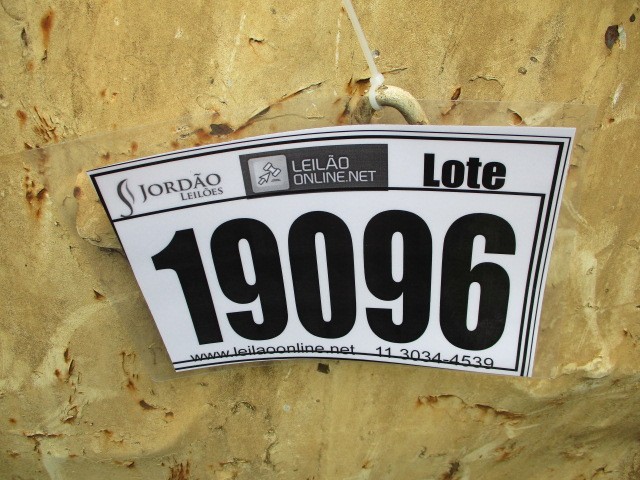 JORDÃO
LEILÕES
LEILÃO
ONLINE.NET
Lote
19096
www.leilaoonline.net 11 3034-4539